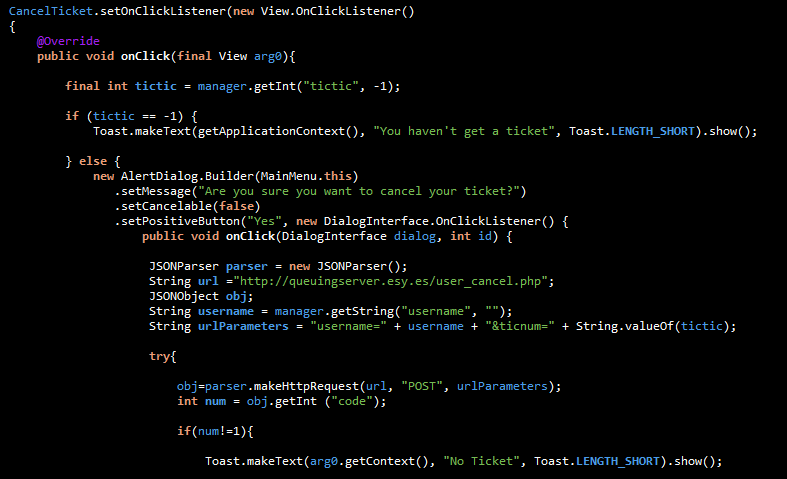 CancelTicket.setOnClickListener(new View.OnClickListener()
{
@Override
public void onClick(final View arg0){
final int tictic = manager.getInt("tictic", -1);
if (tictic == -1) {
Toast.makeText(getApplicationContext(), "You haven't get a ticket", Toast.LENGTH_SHORT).show();
} else {
new AlertDialog.Builder(MainMenu.this)
.setMessage("Are you sure you want to cancel your ticket?")
.setCancelable(false)
.setPositiveButton("Yes", new DialogInterface.OnClickListener() {
public void onClick(DialogInterface dialog, int id) {
JSONParser parser = new JSONParser();
String url ="http://queuingserver.esy.es/user_cancel.php";
JSONObject obj;
String username = manager.getString("username", "");
String urlParameters = "username=" + username + "&ticnum=" + String.valueOf(tictic);
try{
obj=parser.makeHttpRequest(url, "POST", urlParameters);
int num = obj.getInt ("code");
if(num!=1){
Toast.makeText(arg0.getContext(), "No Ticket", Toast.LENGTH_SHORT).show();